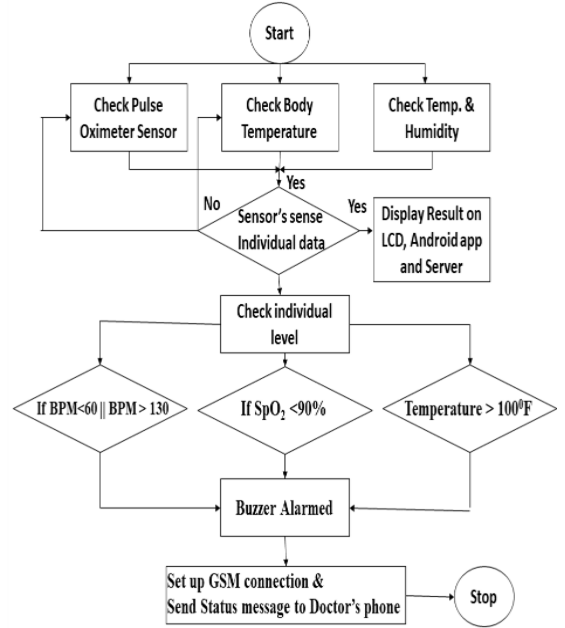 Start
Check Pulse
Oximeter Sensor
Check Body
Temperature
Check Temp. &
Humidity
Yes
No
Sensor's sense
Individual data
Yes
Display Result on
LCD, Android app
and Server
Check individual
level
If BPM<60 || BPM > 130
If SpO₂ <90%
Temperature > 100⁰F
Buzzer Alarmed
Set up GSM connection &
Send Status message to Doctor's phone
Stop